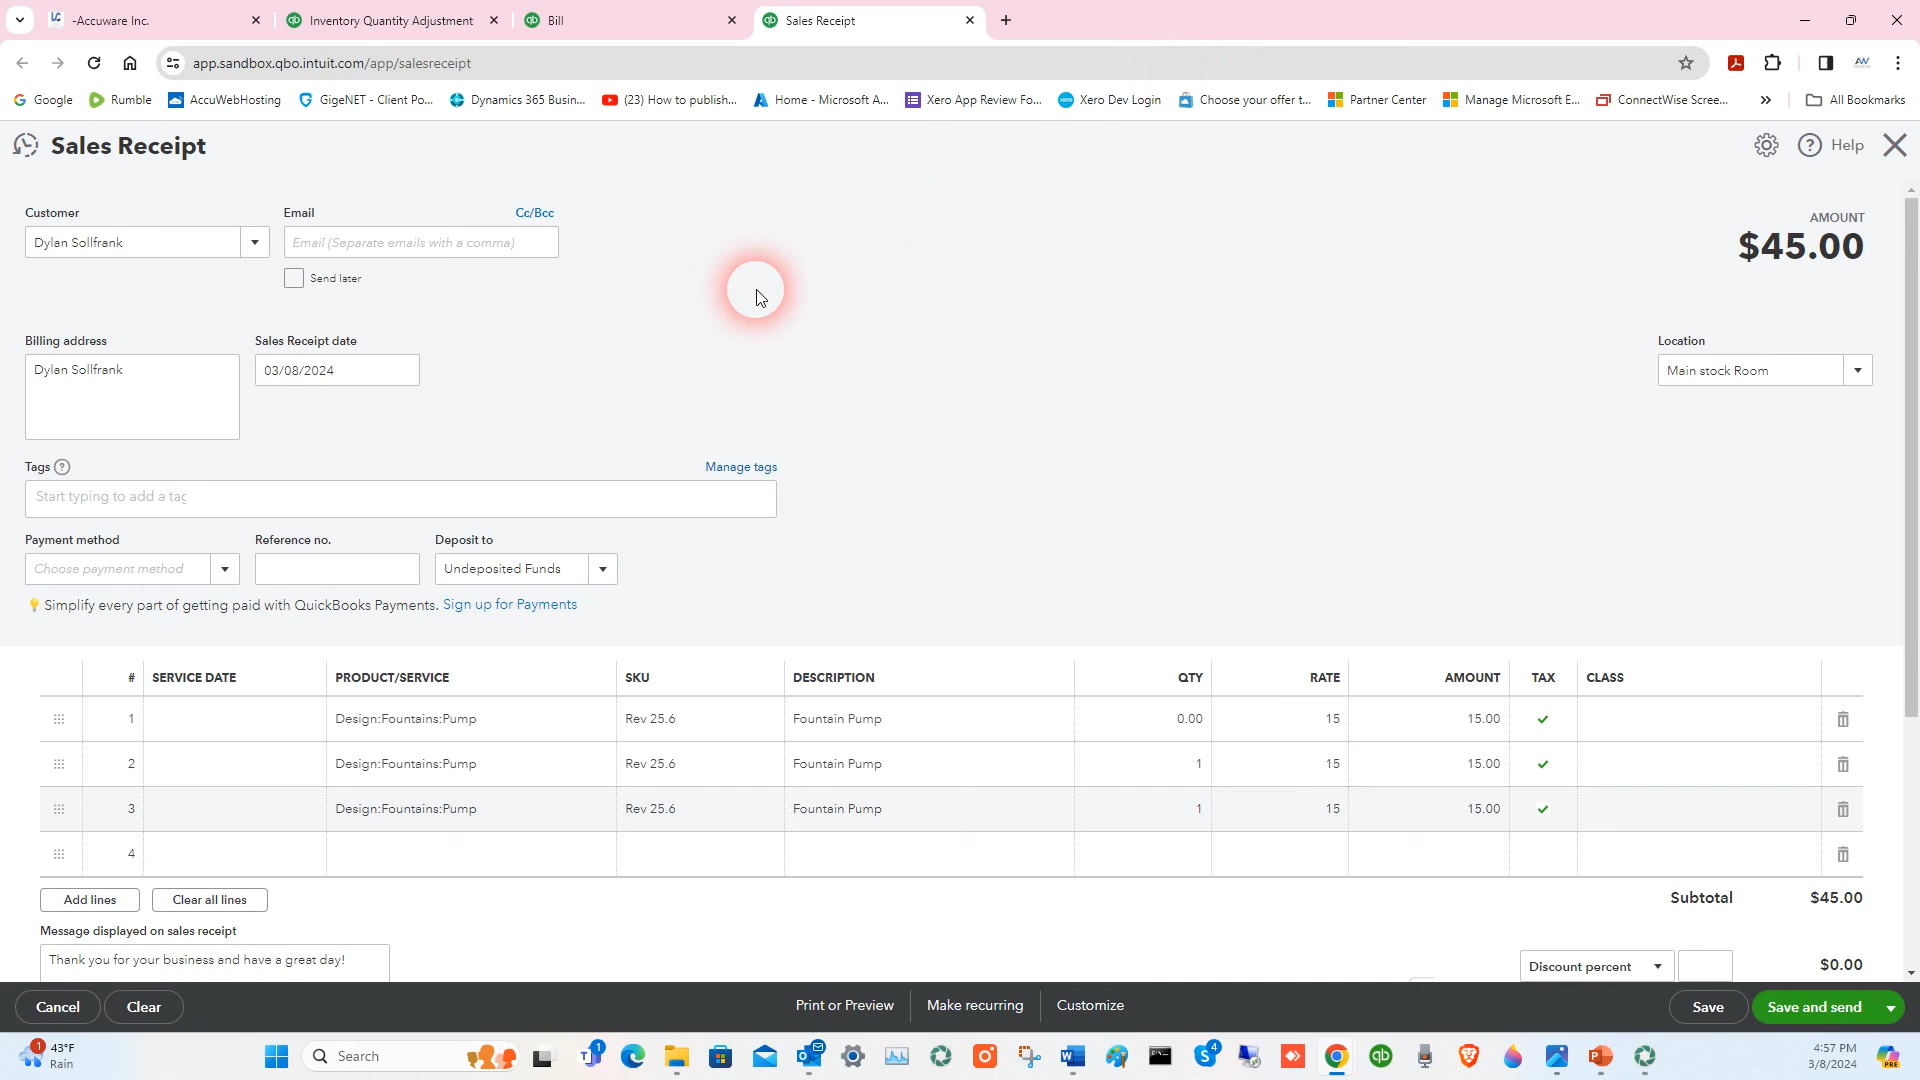 -Accuware Inc.
Inventory Quantity Adjustment
Bill
Sales Receipt
app.sandbox.qbo.intuit.com/app/salesreceipt
Google
Rumble
AccuWebHosting
GigeNET - Client Po...
Dynamics 365 Busin...
(23) How to publish...
Home - Microsoft A...
Xero App Review Fo...
Xero Dev Login
Choose your offer t...
Partner Center
Manage Microsoft E...
ConnectWise Scree...
All Bookmarks
Sales Receipt
Help
Customer
Email
Cc/Bcc
AMOUNT
Dylan Sollfrank
Email (Separate emails with a comma)
$45.00
Send later
Billing address
Sales Receipt date
Location
Dylan Sollfrank
03/08/2024
Main stock Room
Tags
Manage tags
Start typing to add a tag
Payment method
Reference no.
Deposit to
Choose payment method
Undeposited Funds
Simplify every part of getting paid with QuickBooks Payments. Sign up for Payments
# SERVICE DATE PRODUCT/SERVICE SKU DESCRIPTION QTY RATE AMOUNT TAX CLASS
1 Design:Fountains:Pump Rev 25.6 Fountain Pump 0.00 15 15.00
2 Design:Fountains:Pump Rev 25.6 Fountain Pump 1 15 15.00
3 Design:Fountains:Pump Rev 25.6 Fountain Pump 1 15 15.00
4
Add lines
Clear all lines
Subtotal $45.00
Message displayed on sales receipt
Thank you for your business and have a great day!
Discount percent
$0.00
Cancel
Clear
Print or Preview
Make recurring
Customize
Save
Save and send
1
43°F
Rain
Search
1
4
4:57 PM
3/8/2024
PRE